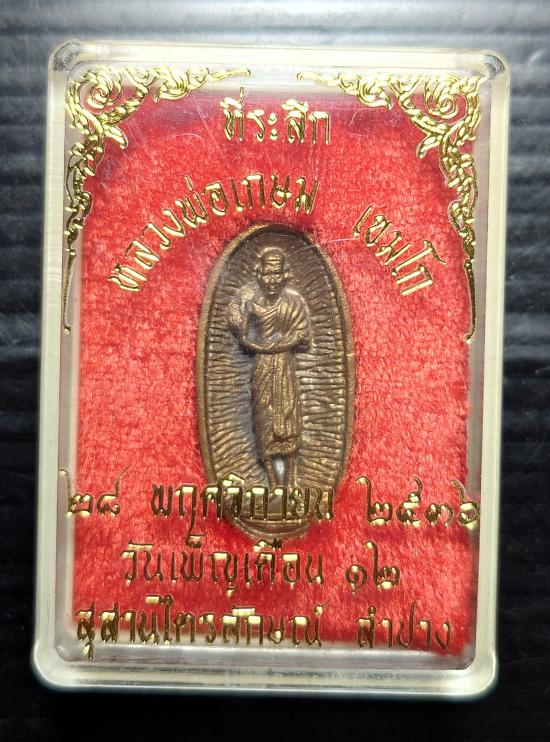 ที่ระลึก
หลวงพ่อเกษม เขมโก
๒๘ พฤศจิกายน ๒๕๓๖
วันเพ็ญเดือน ๑๒
สุสานไตรลักษณ์ ลำปาง